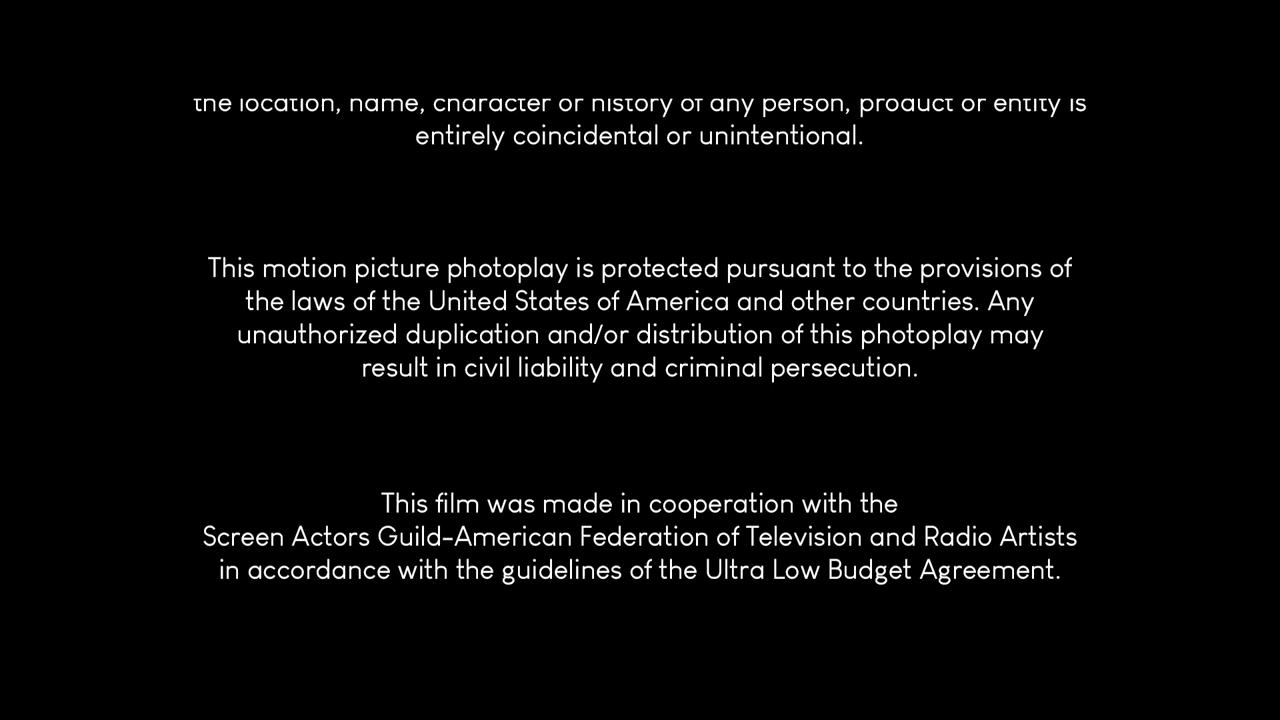 the location, name, character or history of any person, product or entity is
entirely coincidental or unintentional.
This motion picture photoplay is protected pursuant to the provisions of
the laws of the United States of America and other countries. Any
unauthorized duplication and/or distribution of this photoplay may
result in civil liability and criminal persecution.
This film was made in cooperation with the
Screen Actors Guild-American Federation of Television and Radio Artists
in accordance with the guidelines of the Ultra Low Budget Agreement.